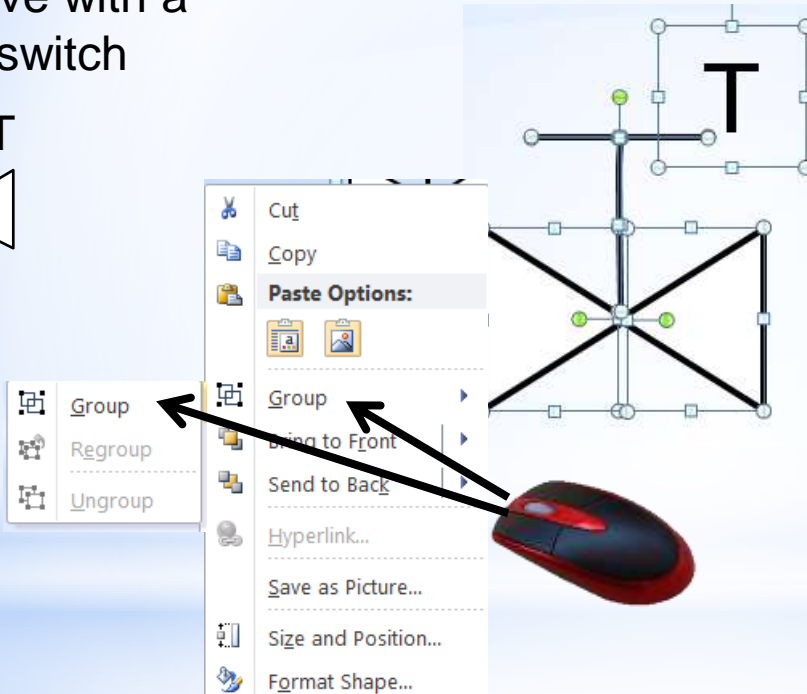 ve with a
switch
T
T
Cut
Copy
Paste Options:
a
Group
Bring to Front
Send to Back
Hyperlink...
Save as Picture...
Size and Position...
Format Shape...
Group
Regroup
Ungroup